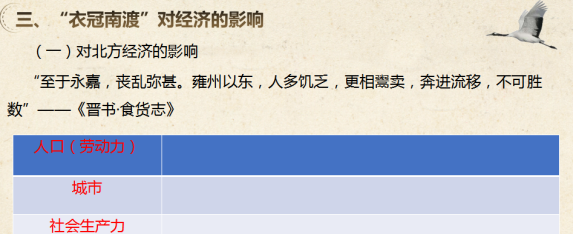 三、“衣冠南渡”对经济的影响
（一）对北方经济的影响
“至于永嘉，丧乱弥甚。雍州以东，人多饥乏，更相鬻卖，奔迸流移，不可胜
数”——《晋书·食货志》
人口（劳动力）
城市
社会生产力